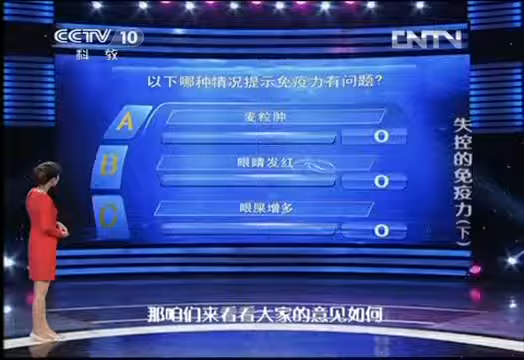 CCTV 10
科教
CNTV
以下哪种情况提示免疫力有问题?
A
麦粒肿
0
B
眼睛发红
0
C
眼屎增多
0
失控的免疫力(下)
那咱们来看看大家的意见如何